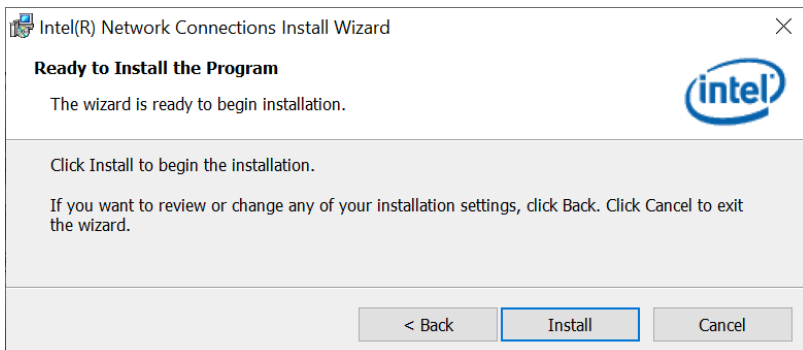 Intel(R) Network Connections Install Wizard
Ready to Install the Program
The wizard is ready to begin installation.
intel
Click Install to begin the installation.
If you want to review or change any of your installation settings, click Back. Click Cancel to exit
the wizard.
< Back
Install
Cancel